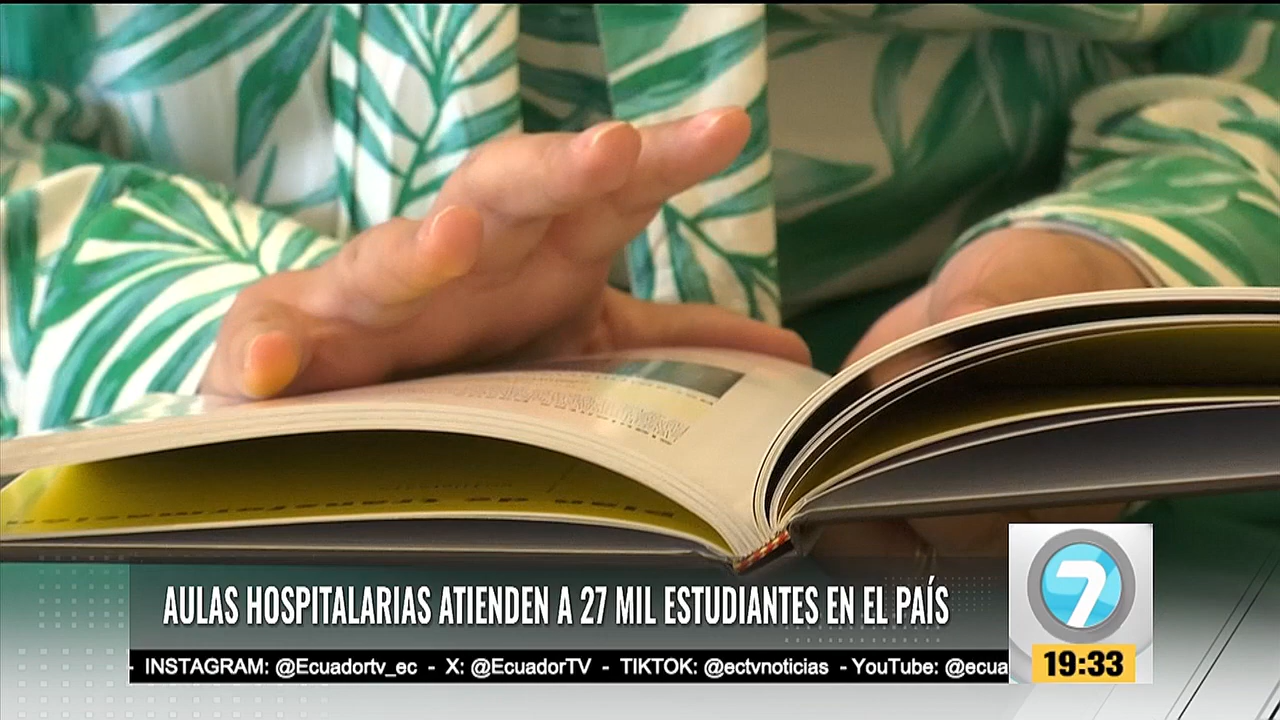 AULAS HOSPITALARIAS ATIENDEN A 27 MIL ESTUDIANTES EN EL PAÍS
- INSTAGRAM: @Ecuadortv_ec - X: @EcuadorTV - TIKTOK: @ectvnoticias - YouTube: @ecua
7
19:33